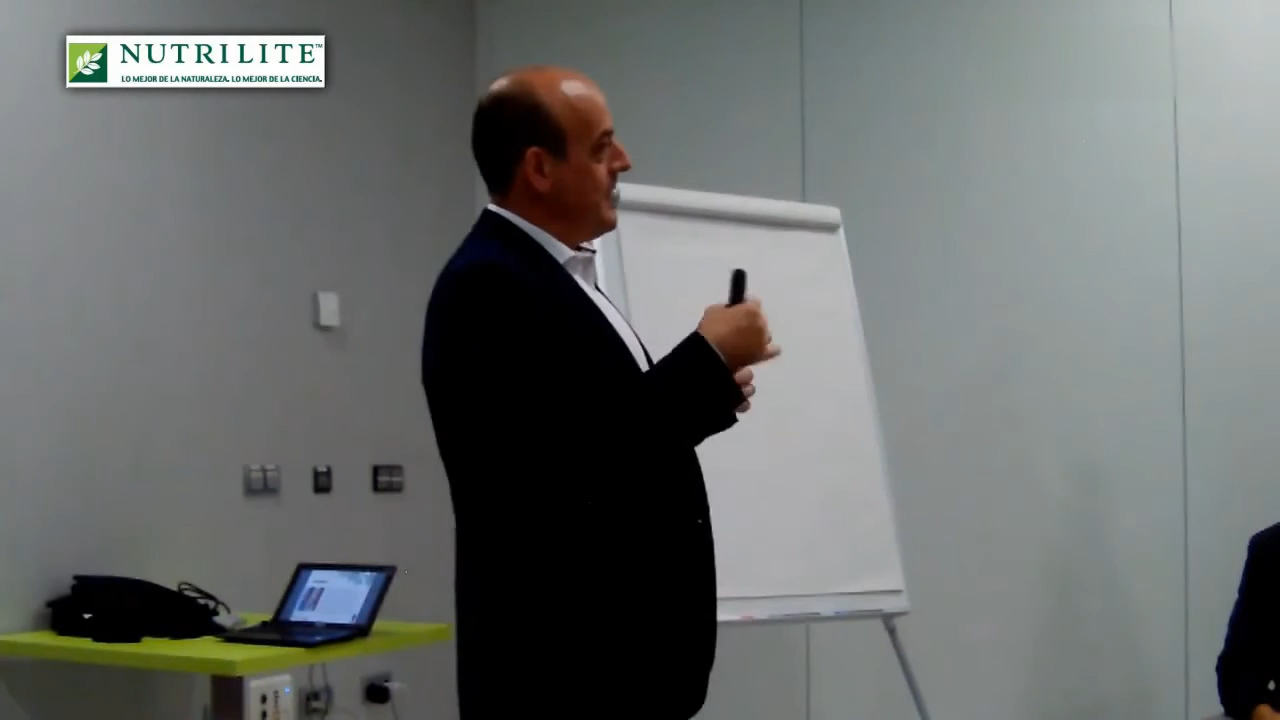 NUTRILITE™
LO MEJOR DE LA NATURALEZA. LO MEJOR DE LA CIENCIA.